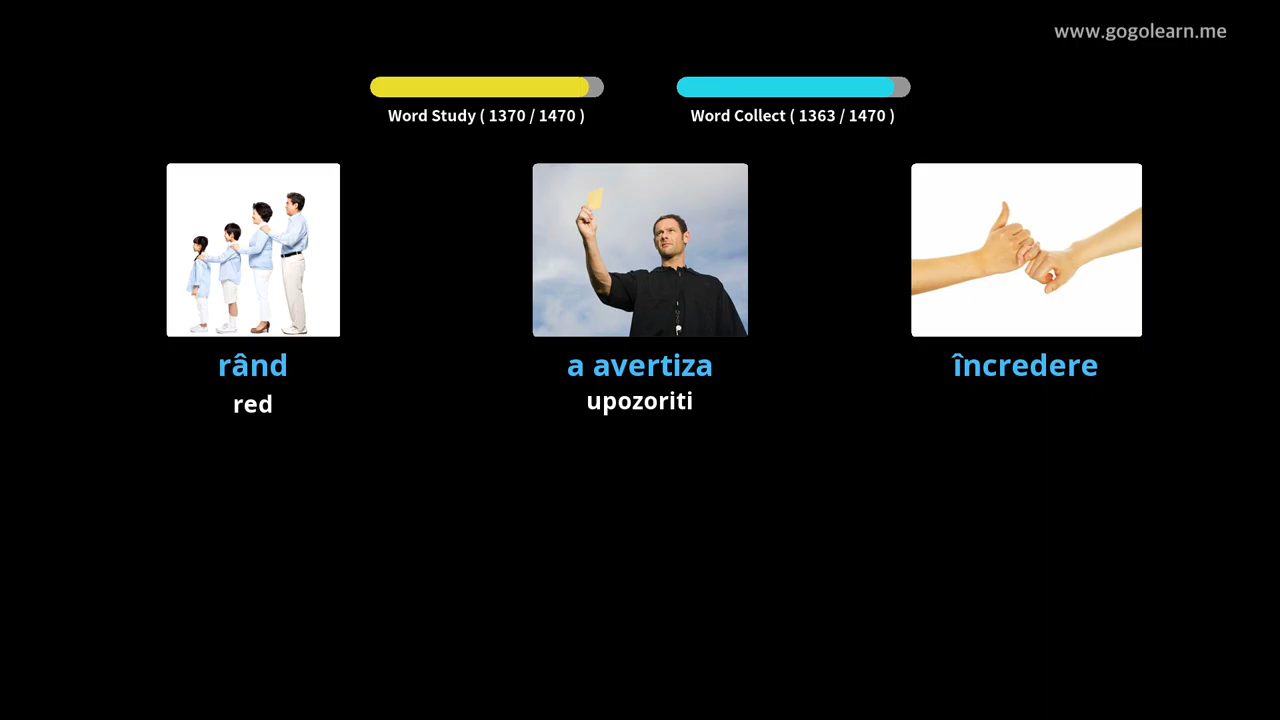 www.gogolearn.me
Word Study ( 1370 / 1470 )
Word Collect ( 1363 / 1470 )
rând
a avertiza
încredere
red
upozoriti